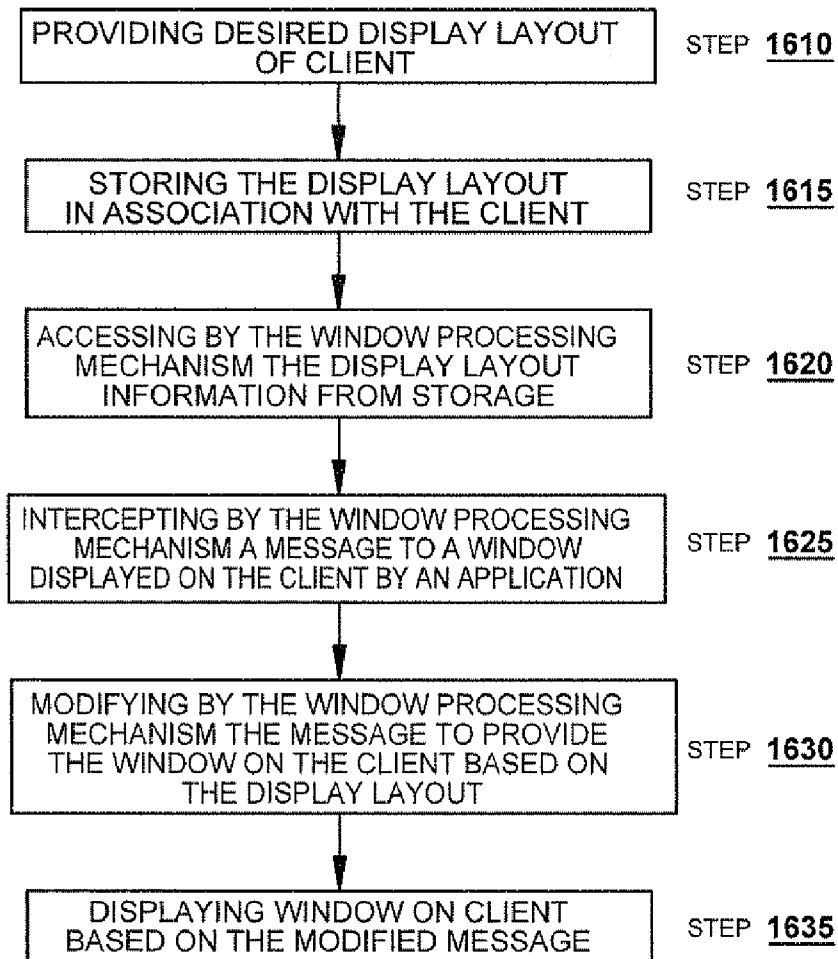 PROVIDING DESIRED DISPLAY LAYOUT
OF CLIENT
STEP 1610
STORING THE DISPLAY LAYOUT
IN ASSOCIATION WITH THE CLIENT
STEP 1615
ACCESSING BY THE WINDOW PROCESSING
MECHANISM THE DISPLAY LAYOUT
INFORMATION FROM STORAGE
STEP 1620
INTERCEPTING BY THE WINDOW PROCESSING
MECHANISM A MESSAGE TO A WINDOW
DISPLAYED ON THE CLIENT BY AN APPLICATION
STEP 1625
MODIFYING BY THE WINDOW PROCESSING
MECHANISM THE MESSAGE TO PROVIDE
THE WINDOW ON THE CLIENT BASED ON
THE DISPLAY LAYOUT
STEP 1630
DISPLAYING WINDOW ON CLIENT
BASED ON THE MODIFIED MESSAGE
STEP 1635